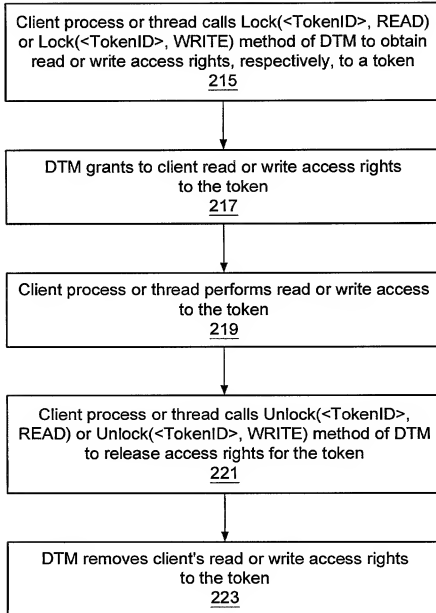 Client process or thread calls Lock(<TokenID>, READ)
or Lock(<TokenID>, WRITE) method of DTM to obtain
read or write access rights, respectively, to a token
215
DTM grants to client read or write access rights
to the token
217
Client process or thread performs read or write access
to the token
219
Client process or thread calls Unlock(<TokenID>,
READ) or Unlock(<TokenID>, WRITE) method of DTM
to release access rights for the token
221
DTM removes client's read or write access rights
to the token
223